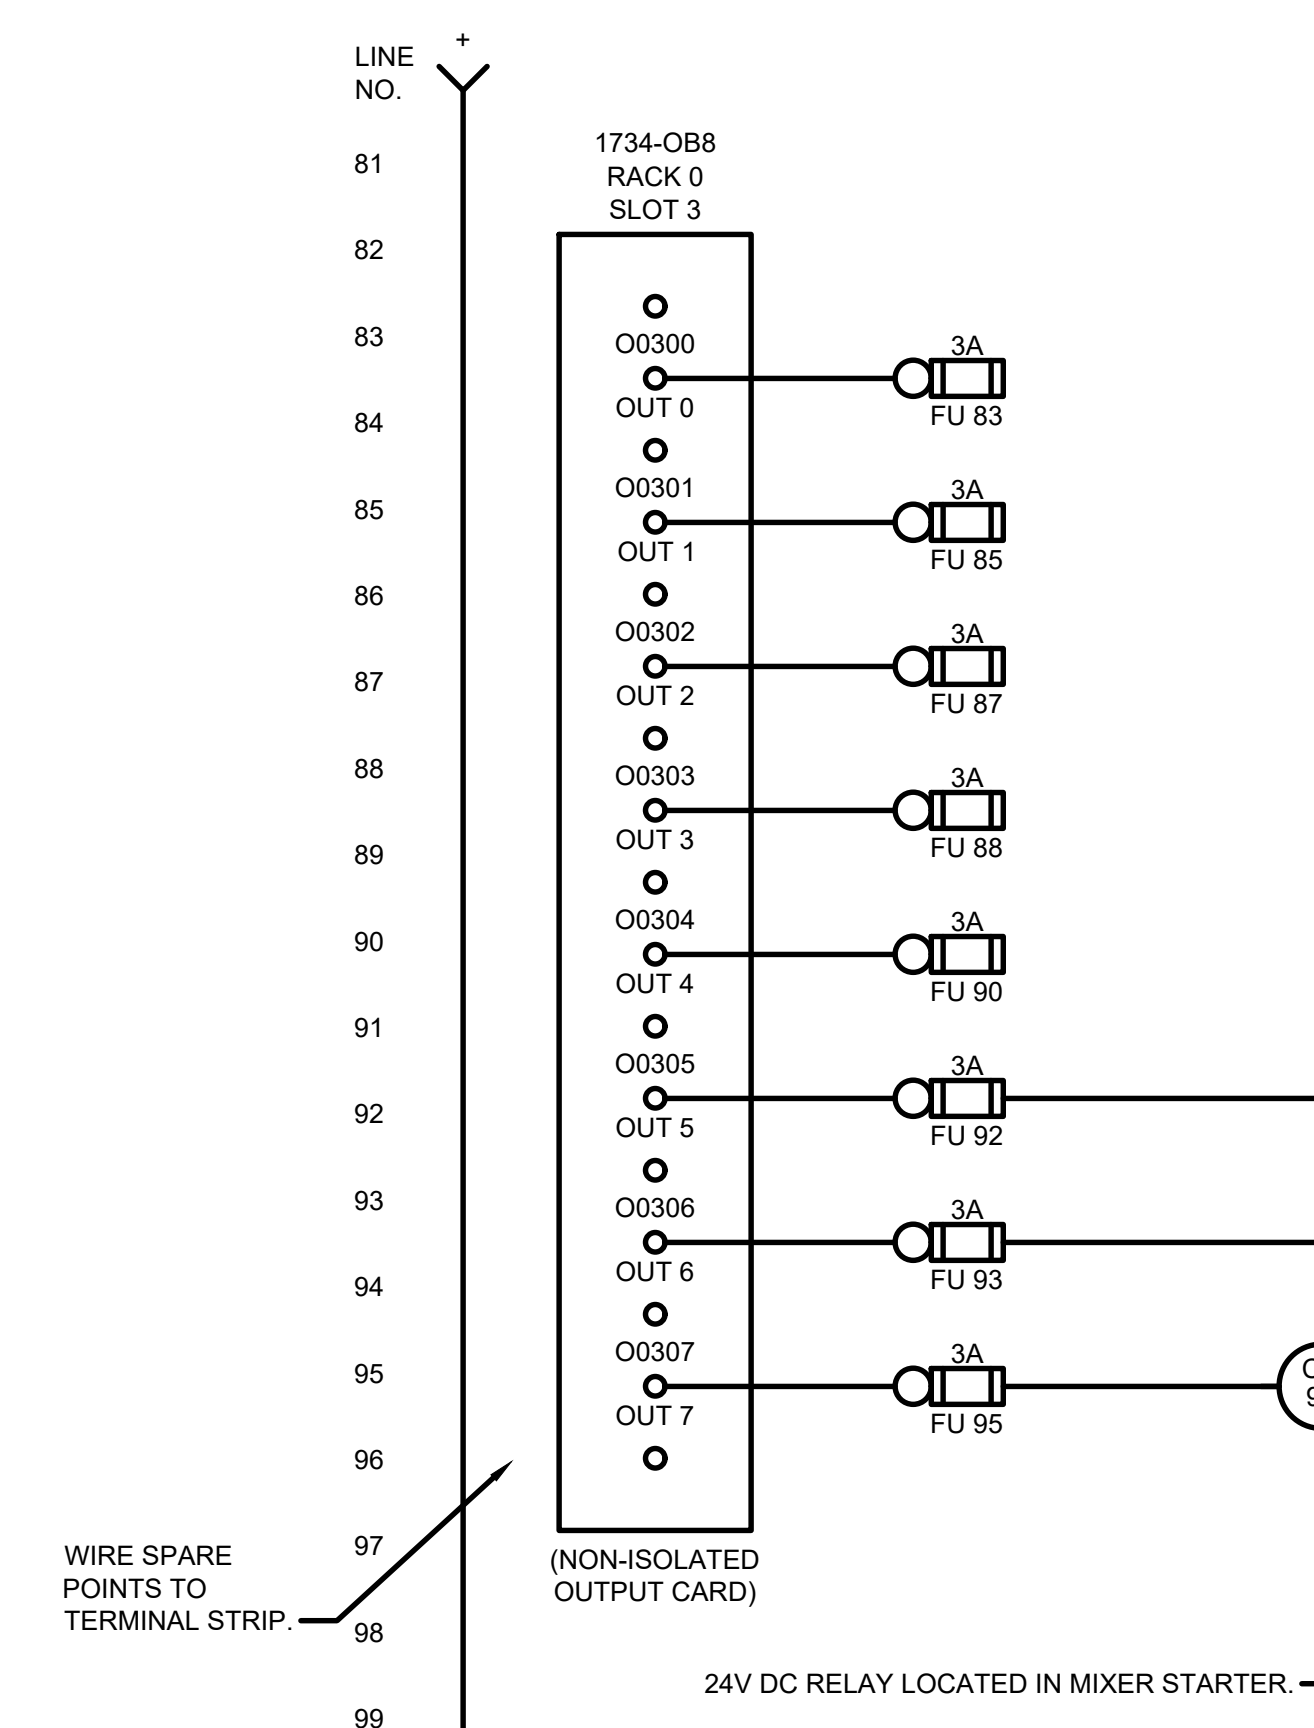 LINE
NO.
+
81
82
83
84
85
86
87
88
89
90
91
92
93
94
95
96
97
98
99
1734-OB8
RACK 0
SLOT 3
O0300
OUT 0
O0301
OUT 1
O0302
OUT 2
O0303
OUT 3
O0304
OUT 4
O0305
OUT 5
O0306
OUT 6
O0307
OUT 7
(NON-ISOLATED
OUTPUT CARD)
3A
FU 83
3A
FU 85
3A
FU 87
3A
FU 88
3A
FU 90
3A
FU 92
3A
FU 93
3A
FU 95
WIRE SPARE
POINTS TO
TERMINAL STRIP.
24V DC RELAY LOCATED IN MIXER STARTER.